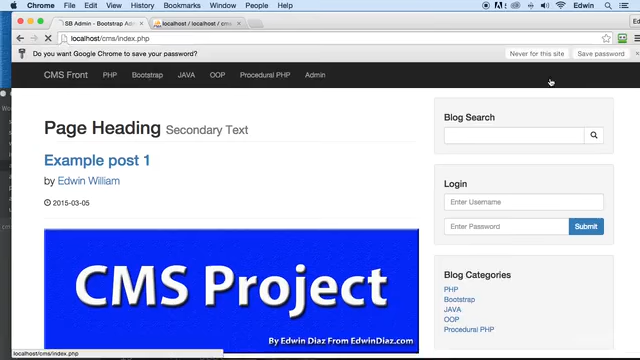 Chrome File Edit View History Bookmarks Window People Help Edwin
SB Admin - Bootstrap Adm localhost / localhost / cms
localhost/cms/index.php
Do you want Google Chrome to save your password? Never for this site Save password
CMS Front PHP Bootstrap JAVA OOP Procedural PHP Admin
Page Heading Secondary Text
Example post 1
by Edwin William
2015-03-05
CMS Project
By Edwin Diaz From EdwinDiaz.com
Blog Search
Login
Enter Username
Enter Password Submit
Blog Categories
PHP
Bootstrap
JAVA
OOP
Procedural PHP
localhost/cms/index.php